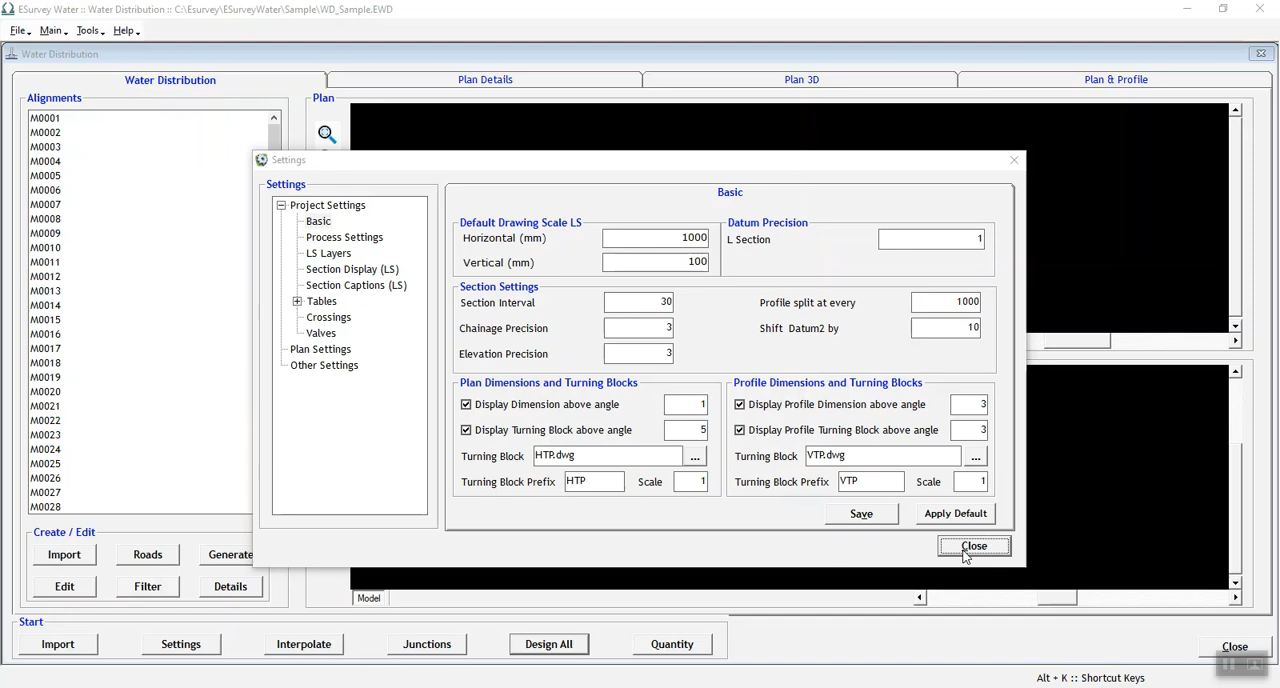 ESurvey Water :: Water Distribution :: C:\Esurvey\ESurveyWater\Sample\WD_Sample.EWD
File Main Tools Help
Water Distribution
Water Distribution Plan Details Plan 3D Plan & Profile
Alignments
Plan
M0001
M0002
M0003
M0004
M0005
M0006
M0007
M0008
M0009
M0010
M0011
M0012
M0013
M0014
M0015
M0016
M0017
M0018
M0019
M0020
M0021
M0022
M0023
M0024
M0025
M0026
M0027
M0028
Settings
Settings
Project Settings
Basic
Process Settings
LS Layers
Section Display (LS)
Section Captions (LS)
Tables
Crossings
Valves
Plan Settings
Other Settings
Basic
Default Drawing Scale LS
Horizontal (mm) 1000
Vertical (mm) 100
Datum Precision
L Section 1
Section Settings
Section Interval 30 Profile split at every 1000
Chainage Precision 3 Shift Datum2 by 10
Elevation Precision 3
Plan Dimensions and Turning Blocks
Display Dimension above angle 1
Display Turning Block above angle 5
Turning Block HTP.dwg ...
Turning Block Prefix HTP Scale 1
Profile Dimensions and Turning Blocks
Display Profile Dimension above angle 3
Display Profile Turning Block above angle 3
Turning Block VTP.dwg ...
Turning Block Prefix VTP Scale 1
Save Apply Default
Close
Create / Edit
Import Roads Generate
Edit Filter Details
Model
Start
Import Settings Interpolate Junctions Design All Quantity
Close
Alt + K :: Shortcut Keys